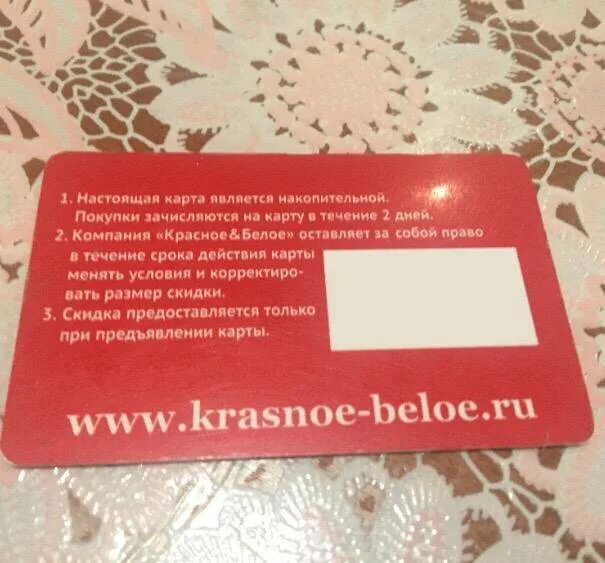 1. Настоящая карта является накопительной.
Покупки зачисляются на карту в течение 2 дней.
2. Компания «Красное&Белое» оставляет за собой право
в течение срока действия карты
менять условия и корректиро-
вать размер скидки.
3. Скидка предоставляется только
при предъявлении карты.
www.krasnoe-beloe.ru